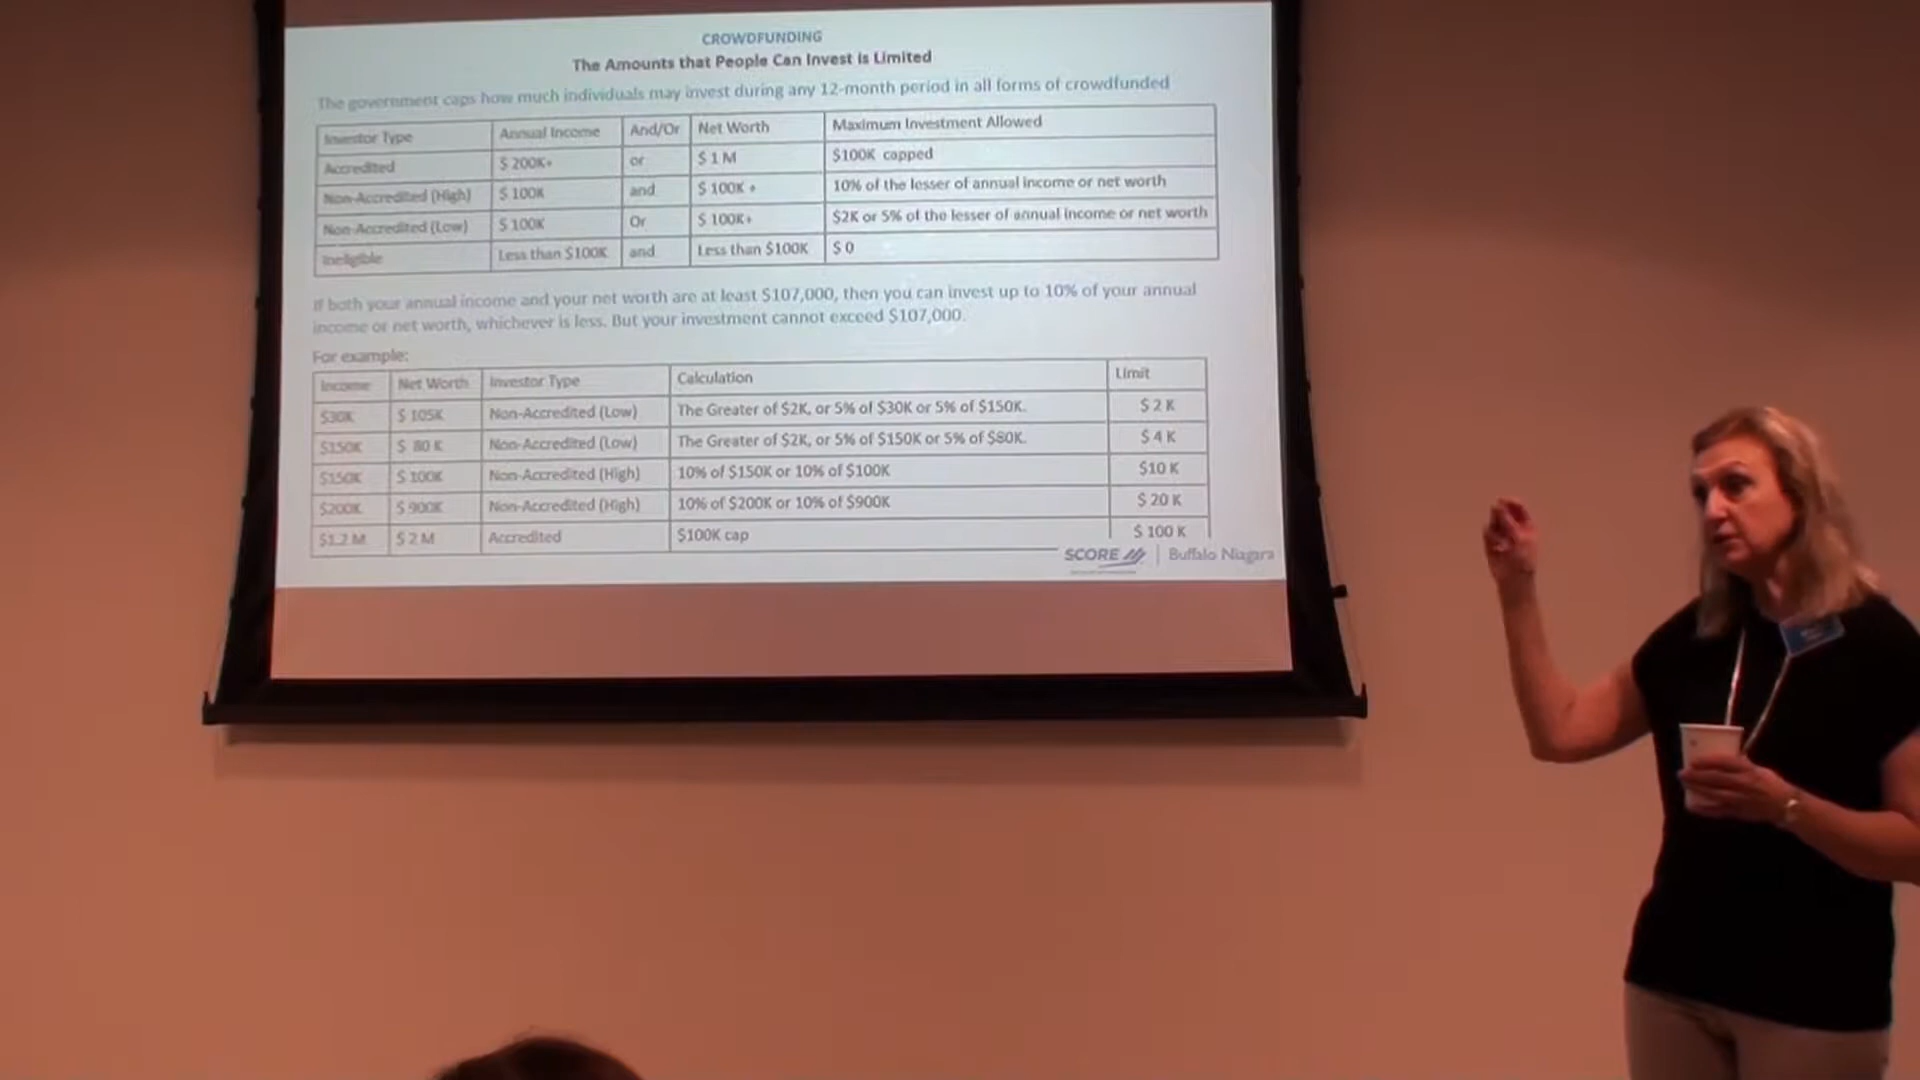 CROWDFUNDING
The Amounts that People Can Invest is Limited
The government caps how much individuals may invest during any 12-month period in all forms of crowdfunded
Investor Type Annual Income And/Or Net Worth Maximum Investment Allowed
Accredited $ 200K+ or $ 1 M $100K capped
Non-Accredited (High) $ 100K and $ 100K + 10% of the lesser of annual income or net worth
Non-Accredited (Low) $ 100K Or $ 100K+ $2K or 5% of the lesser of annual income or net worth
Ineligible Less than $100K and Less than $100K $ 0
If both your annual income and your net worth are at least $107,000, then you can invest up to 10% of your annual
income or net worth, whichever is less. But your investment cannot exceed $107,000.
For example:
Income Net Worth Investor Type Calculation Limit
$30K $ 105K Non-Accredited (Low) The Greater of $2K, or 5% of $30K or 5% of $150K. $ 2 K
$150K $ 80 K Non-Accredited (Low) The Greater of $2K, or 5% of $150K or 5% of $80K. $ 4 K
$150K $ 100K Non-Accredited (High) 10% of $150K or 10% of $100K $10 K
$200K $ 900K Non-Accredited (High) 10% of $200K or 10% of $900K $ 20 K
$1.2 M $ 2 M Accredited $100K cap $ 100 K
SCORE | Buffalo Niagara